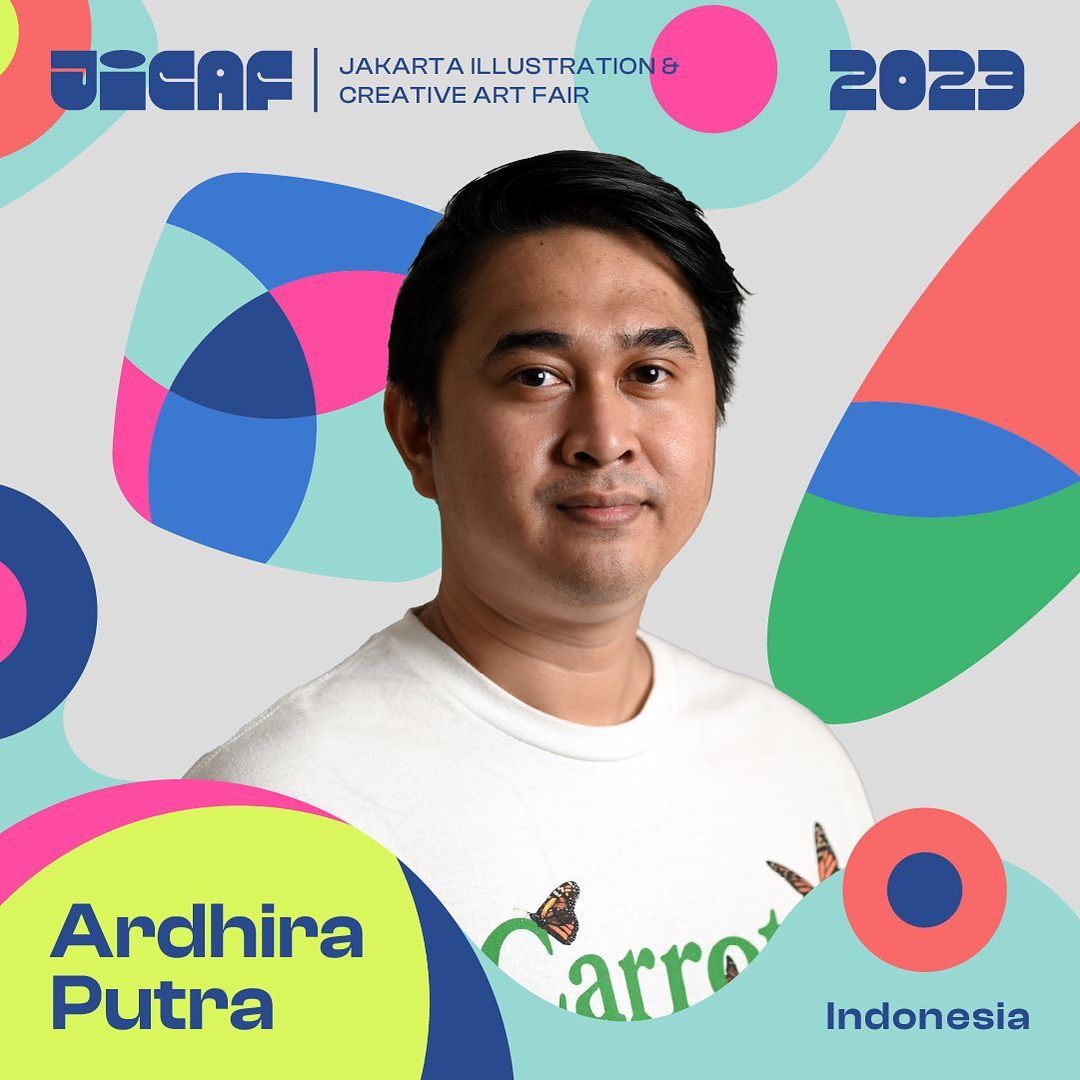 JiCAF
JAKARTA ILLUSTRATION &
CREATIVE ART FAIR
2023
Ardhira
Putra
Indonesia